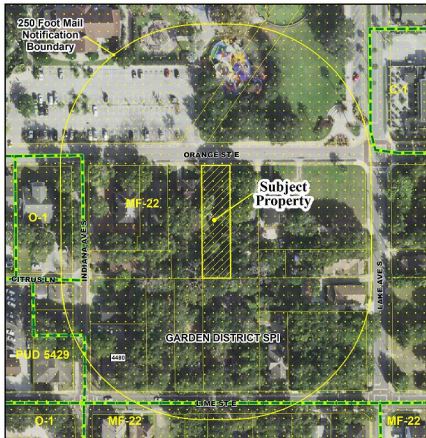 250 Foot Mail
Notification
Boundary
C-1
ORANGE ST E
Subject
Property
MF-22
O-1
INDIANA AVE S
CITRUS LN
LAKE AVE S
GARDEN DISTRICT SPI
PUD 5429
4480
LIME ST E
O-1
MF-22
MF-22